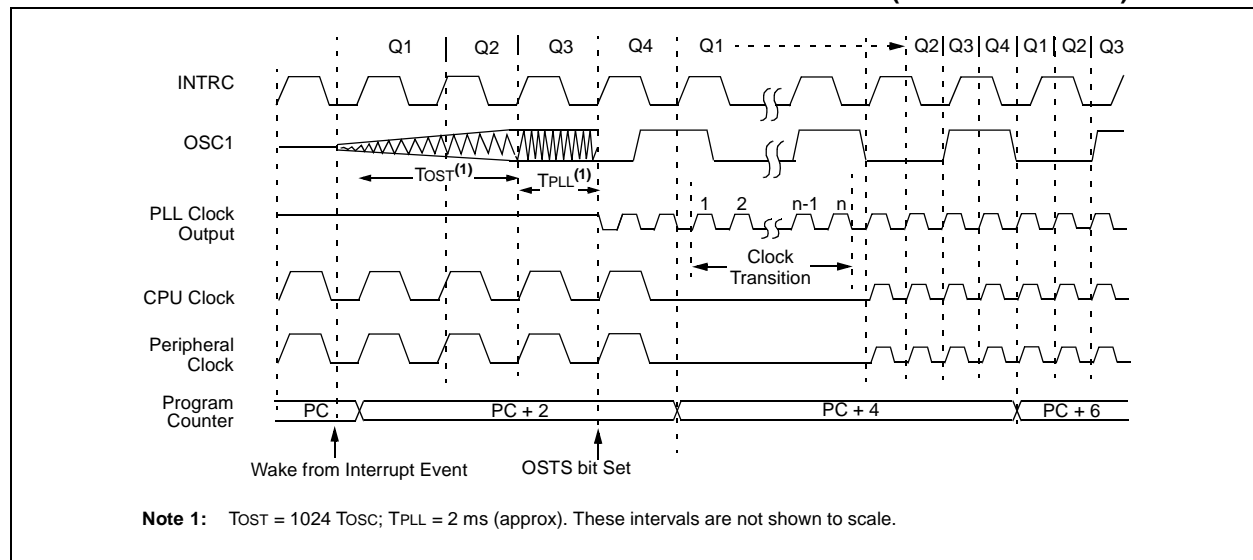 Q1 Q2 Q3 Q4 Q1 Q2 Q3 Q4 Q1 Q2 Q3
INTRC
OSC1
TOST(1)
TPLL(1)
PLL Clock
Output
1 2 n-1 n
Clock
Transition
CPU Clock
Peripheral
Clock
Program
Counter
PC PC + 2 PC + 4 PC + 6
Wake from Interrupt Event OSTS bit Set
Note 1: TOST = 1024 TOSC; TPLL = 2 ms (approx). These intervals are not shown to scale.